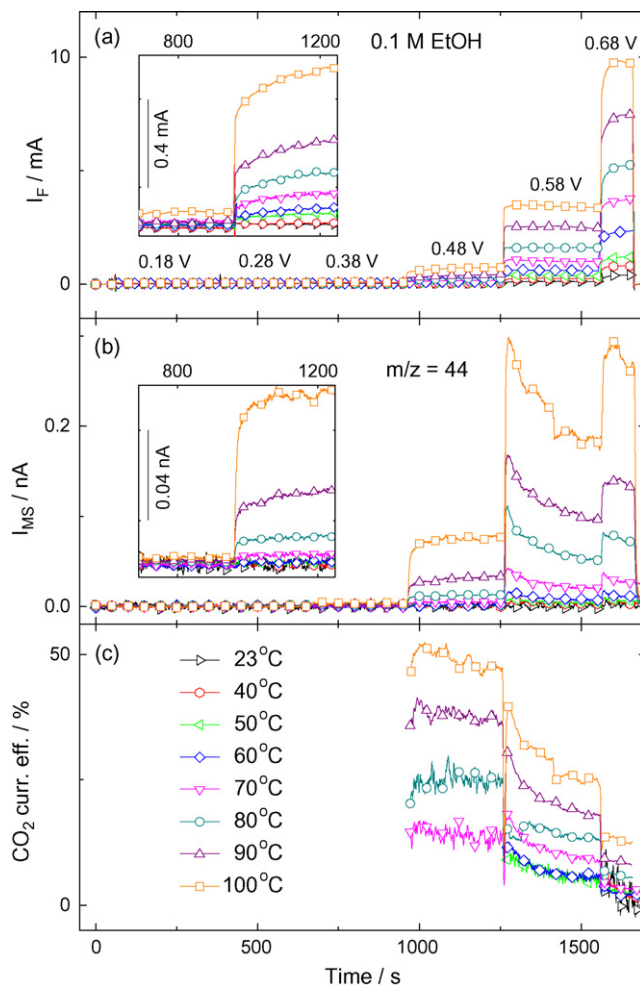 (a)
800
1200
0.1 M EtOH
0.68 V
10
0.4 mA
I_F / mA
5
0.58 V
0.48 V
0.18 V
0.28 V
0.38 V
0
(b)
800
1200
m/z = 44
0.04 nA
I_MS / nA
0.2
0.0
(c)
50
CO₂ curr. eff. / %
0
23°C
40°C
50°C
60°C
70°C
80°C
90°C
100°C
0
500
1000
1500
Time / s